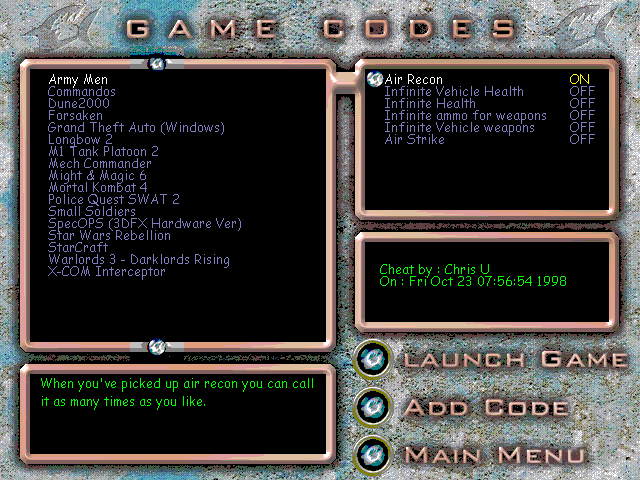 GAME CODES
Army Men
Commandos
Dune2000
Forsaken
Grand Theft Auto (Windows)
Longbow 2
M1 Tank Platoon 2
Mech Commander
Might & Magic 6
Mortal Kombat 4
Police Quest SWAT 2
Small Soldiers
SpecOPS (3DFX Hardware Ver)
Star Wars Rebellion
StarCraft
Warlords 3 - Darklords Rising
X-COM Interceptor
Air Recon ON
Infinite Vehicle Health OFF
Infinite Health OFF
Infinite ammo for weapons OFF
Infinite Vehicle weapons OFF
Air Strike OFF
Cheat by : Chris U
On : Fri Oct 23 07:56:54 1998
When you've picked up air recon you can call
it as many times as you like.
Launch Game
Add Code
Main Menu